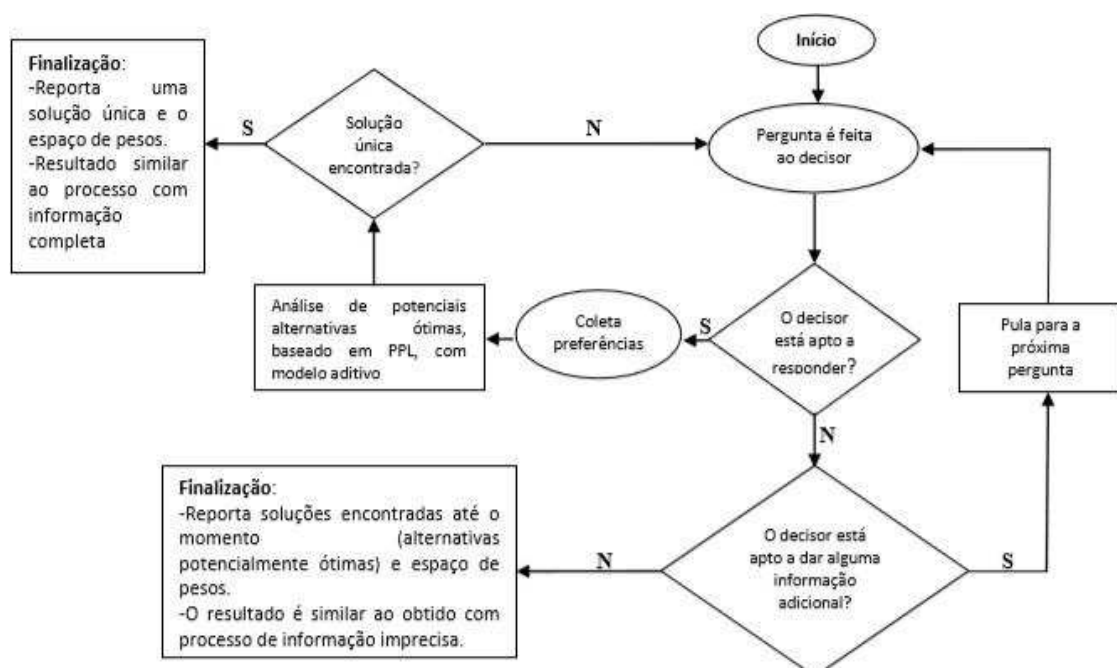 Início
Finalização:
-Reporta uma
solução única e o
espaço de pesos.
-Resultado similar
ao processo com
informação
completa
S
Solução
única
encontrada?
N
Pergunta é feita
ao decisor
Análise de potenciais
alternativas ótimas,
baseado em PPL, com
modelo aditivo
Coleta
preferências
S
O decisor
está apto a
responder?
Pula para a
próxima
pergunta
N
Finalização:
-Reporta soluções encontradas até o
momento (alternativas
potencialmente ótimas) e espaço de
pesos.
-O resultado é similar ao obtido com
processo de informação imprecisa.
N
O decisor está
apto a dar alguma
informação
adicional?
S